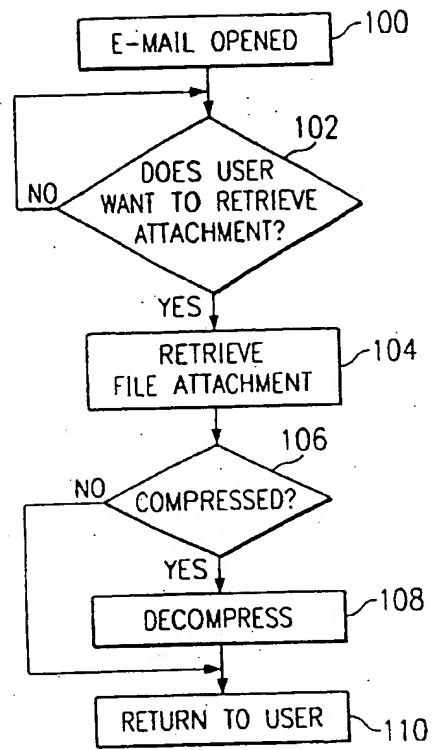 E-MAIL OPENED
100
102
DOES USER
WANT TO RETRIEVE
ATTACHMENT?
NO
YES
RETRIEVE
FILE ATTACHMENT
104
106
NO
COMPRESSED?
YES
DECOMPRESS
108
RETURN TO USER
110